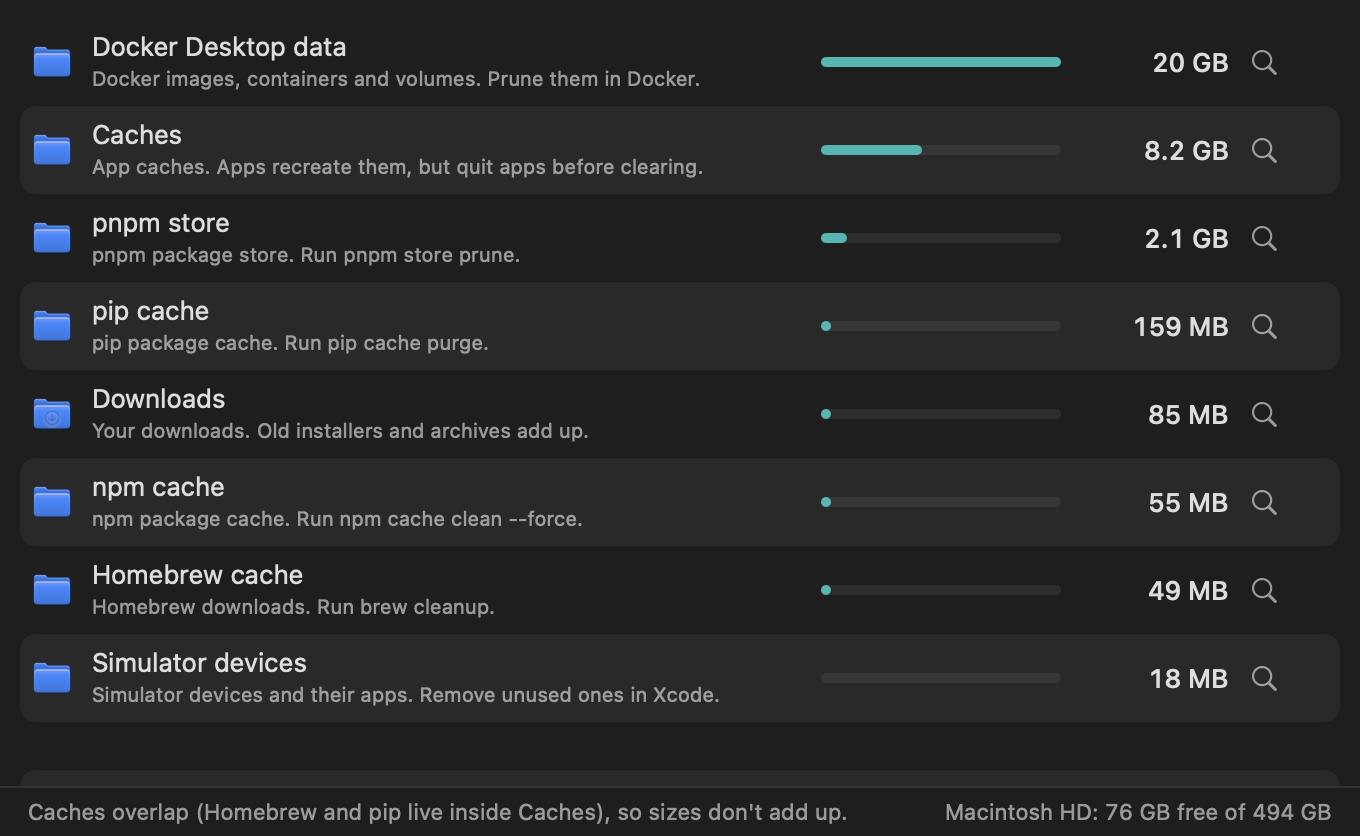 Docker Desktop data
Docker images, containers and volumes. Prune them in Docker.
20 GB
Caches
App caches. Apps recreate them, but quit apps before clearing.
8.2 GB
pnpm store
pnpm package store. Run pnpm store prune.
2.1 GB
pip cache
pip package cache. Run pip cache purge.
159 MB
Downloads
Your downloads. Old installers and archives add up.
85 MB
npm cache
npm package cache. Run npm cache clean --force.
55 MB
Homebrew cache
Homebrew downloads. Run brew cleanup.
49 MB
Simulator devices
Simulator devices and their apps. Remove unused ones in Xcode.
18 MB
Caches overlap (Homebrew and pip live inside Caches), so sizes don't add up.
Macintosh HD: 76 GB free of 494 GB